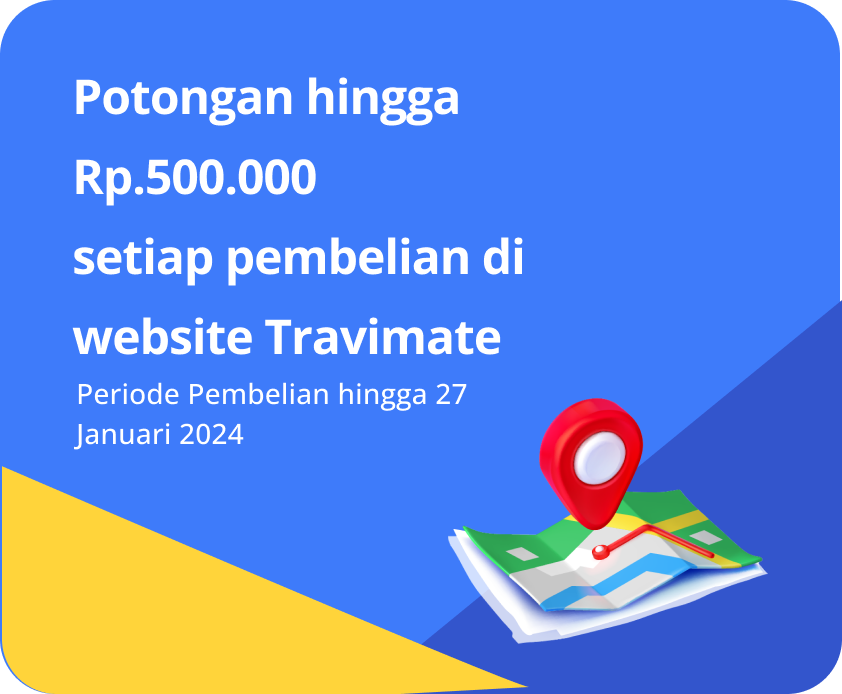 Potongan hingga
Rp.500.000
setiap pembelian di
website Travimate
Periode Pembelian hingga 27
Januari 2024